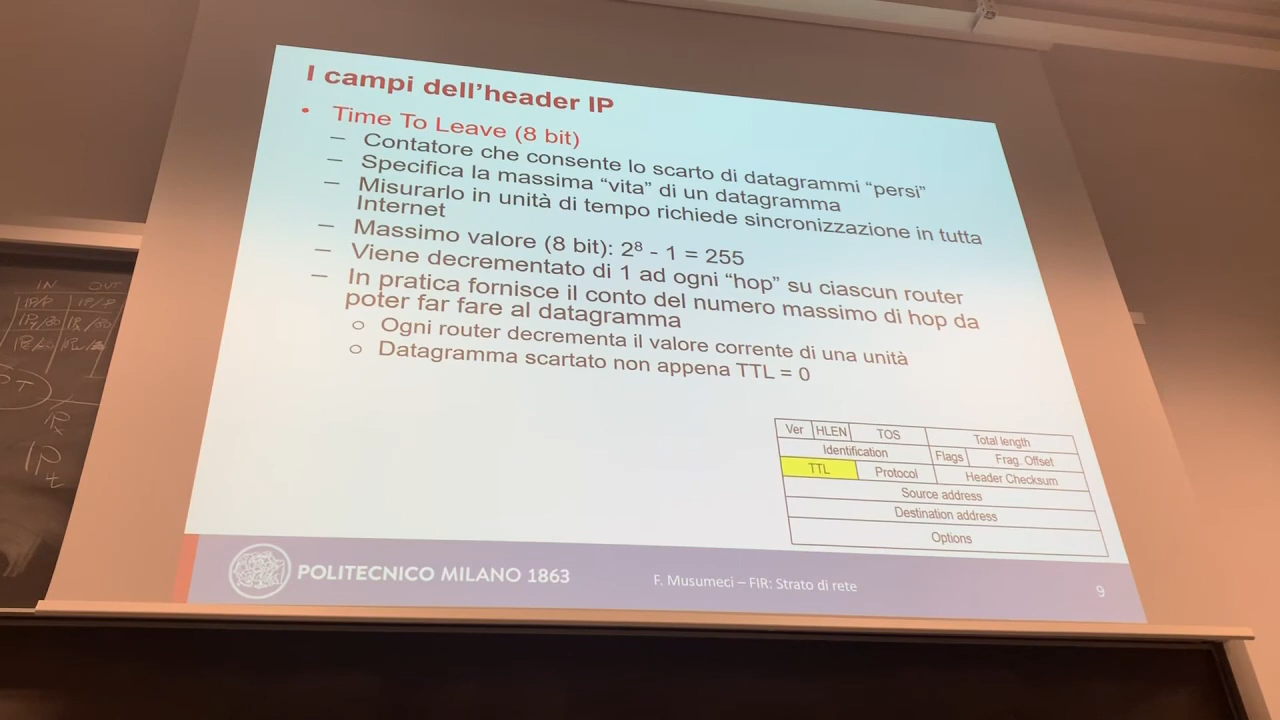 I campi dell'header IP
• Time To Leave (8 bit)
– Contatore che consente lo scarto di datagrammi "persi"
– Specifica la massima "vita" di un datagramma
– Misurarlo in unità di tempo richiede sincronizzazione in tutta
Internet
– Massimo valore (8 bit): 2⁸ - 1 = 255
– Viene decrementato di 1 ad ogni "hop" su ciascun router
– In pratica fornisce il conto del numero massimo di hop da
poter far fare al datagramma
○ Ogni router decrementa il valore corrente di una unità
○ Datagramma scartato non appena TTL = 0
Ver HLEN TOS Total length
Identification Flags Frag. Offset
TTL Protocol Header Checksum
Source address
Destination address
Options
POLITECNICO MILANO 1863
F. Musumeci – FIR: Strato di rete
9
IN OUT
IP/P IP/P